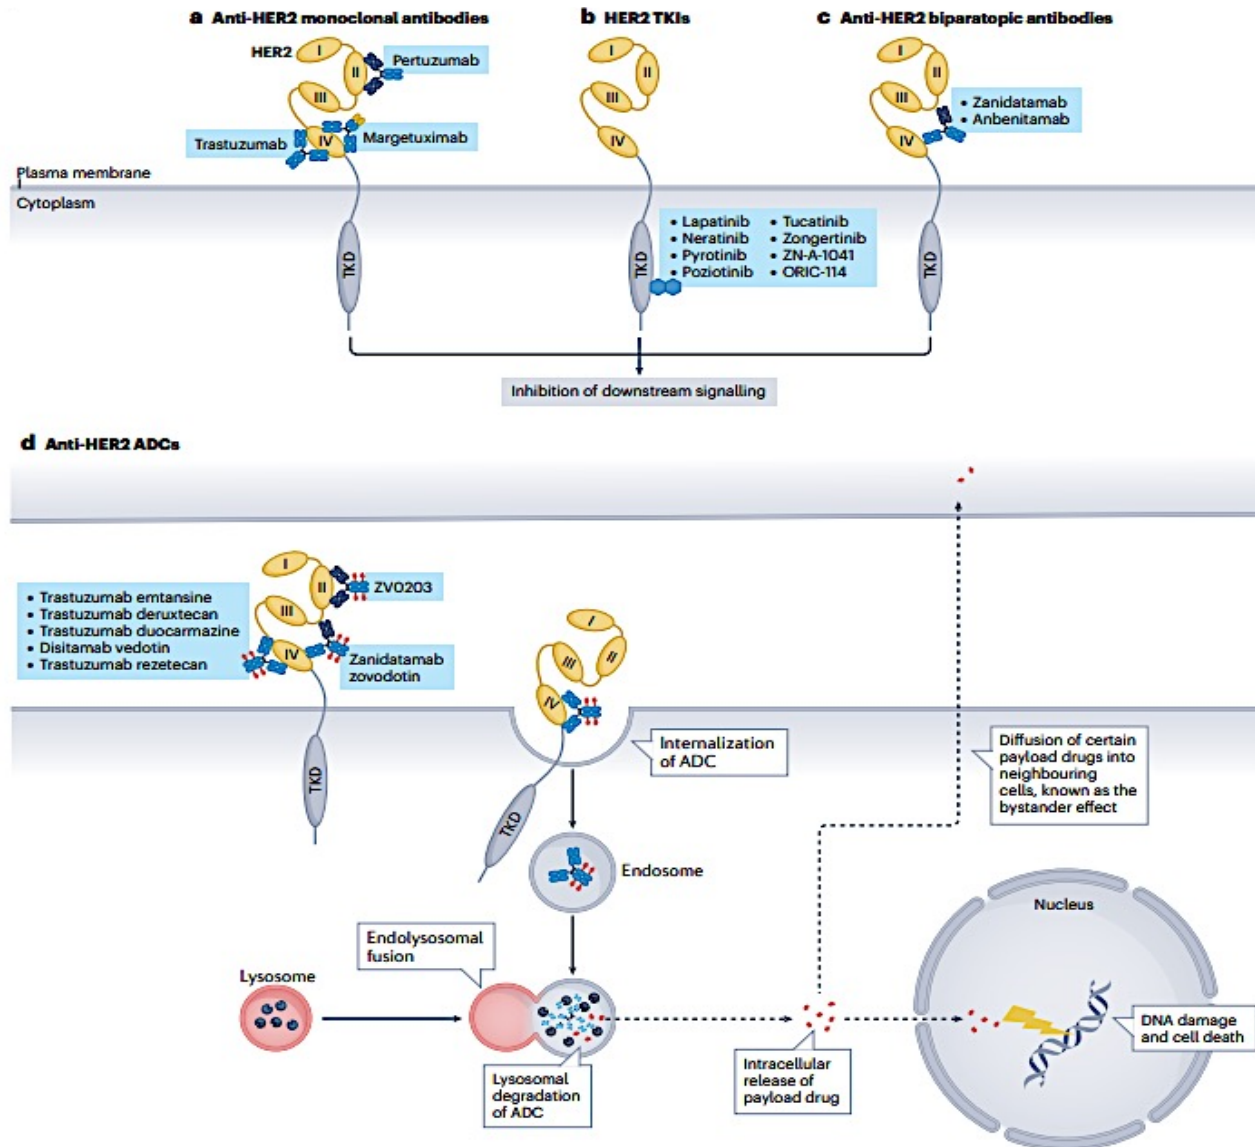 a Anti-HER2 monoclonal antibodies
HER2
I
II
III
IV
Pertuzumab
Trastuzumab
Margetuximab
Plasma membrane
Cytoplasm
TKD
b HER2 TKIs
I
II
III
IV
TKD
• Lapatinib
• Neratinib
• Pyrotinib
• Poziotinib
• Tucatinib
• Zongertinib
• ZN-A-1041
• ORIC-114
c Anti-HER2 biparatopic antibodies
I
II
III
IV
• Zanidatamab
• Anbenitamab
TKD
Inhibition of downstream signalling
d Anti-HER2 ADCs
• Trastuzumab emtansine
• Trastuzumab deruxtecan
• Trastuzumab duocarmazine
• Disitamab vedotin
• Trastuzumab rezetecan
I
II
III
IV
ZV0203
Zanidatamab
zovodotin
TKD
I
II
III
IV
TKD
Internalization
of ADC
Diffusion of certain
payload drugs into
neighbouring
cells, known as the
bystander effect
Endosome
Endolysosomal
fusion
Lysosome
Lysosomal
degradation
of ADC
Intracellular
release of
payload drug
Nucleus
DNA damage
and cell death